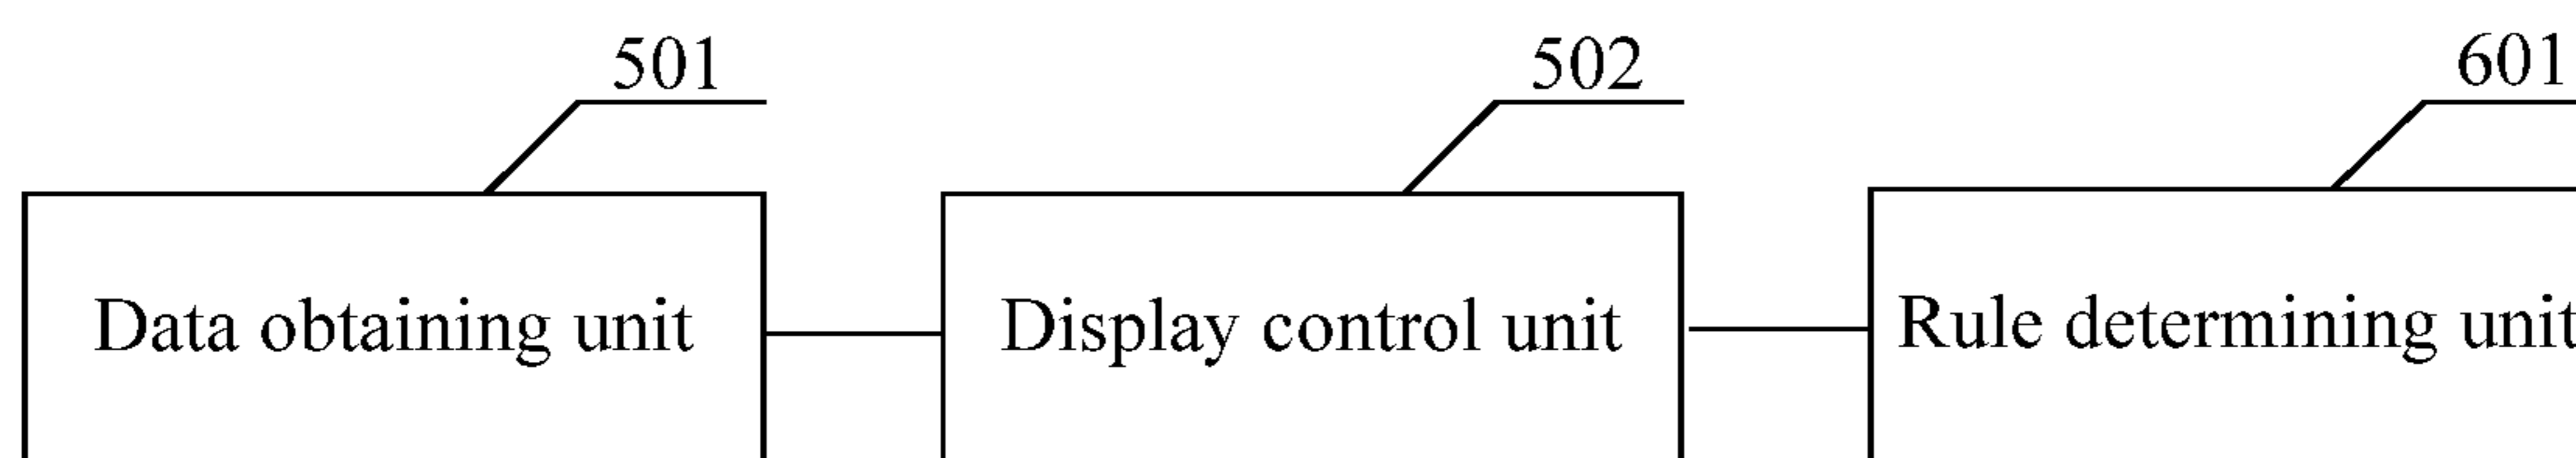 501
502
601
Data obtaining unit
Display control unit
Rule determining unit